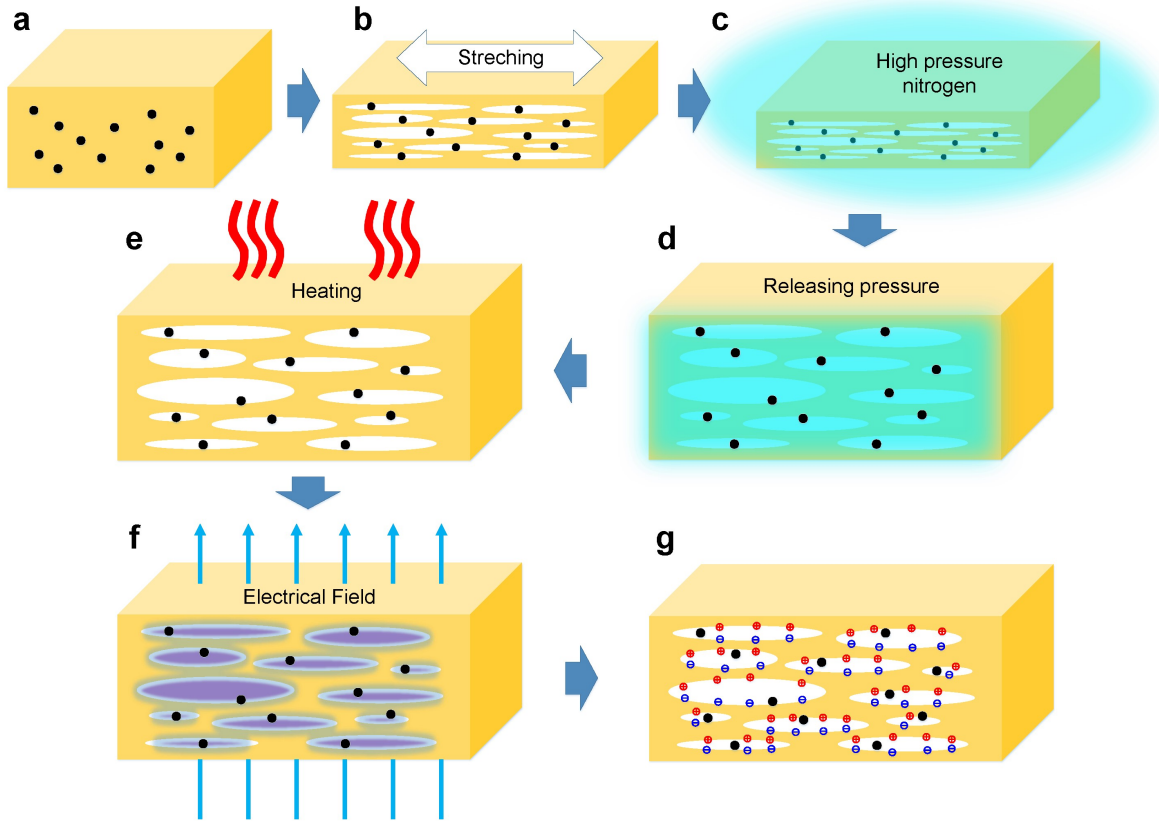 a
b
c
Streching
High pressure
nitrogen
e
d
Heating
Releasing pressure
f
g
Electrical Field